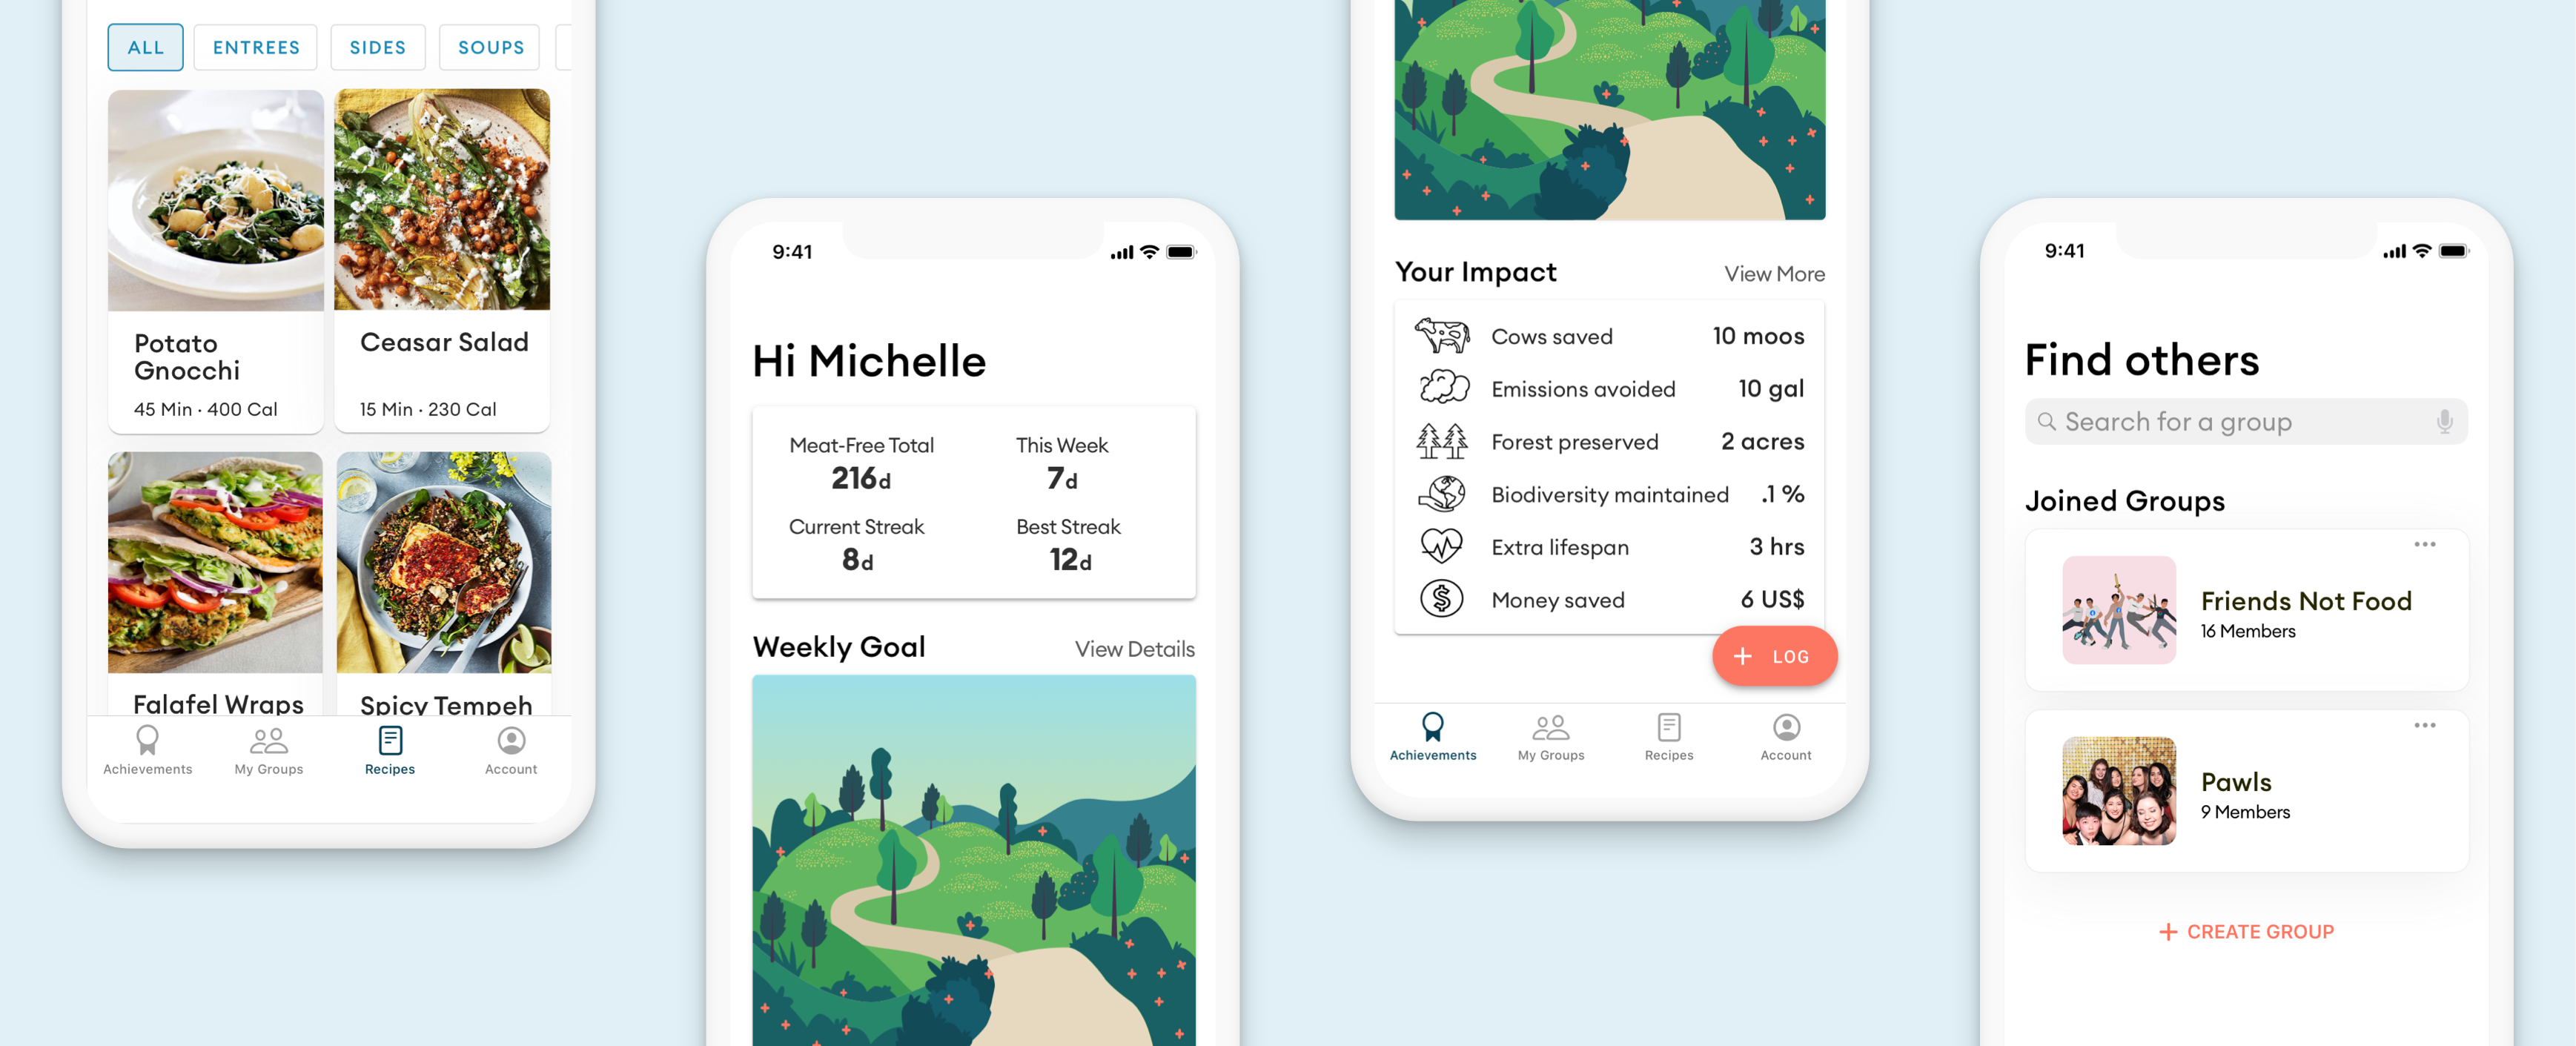 ALL
ENTREES
SIDES
SOUPS
Potato
Gnocchi
45 Min · 400 Cal
Ceasar Salad
15 Min · 230 Cal
Falafel Wraps
Spicy Tempeh
Achievements
My Groups
Recipes
Account
9:41
Hi Michelle
Meat-Free Total
216d
This Week
7d
Current Streak
8d
Best Streak
12d
Weekly Goal
View Details
Your Impact
View More
Cows saved 10 moos
Emissions avoided 10 gal
Forest preserved 2 acres
Biodiversity maintained .1 %
Extra lifespan 3 hrs
Money saved 6 US$
+ LOG
Achievements
My Groups
Recipes
Account
9:41
Find others
Search for a group
Joined Groups
Friends Not Food
16 Members
Pawls
9 Members
+ CREATE GROUP